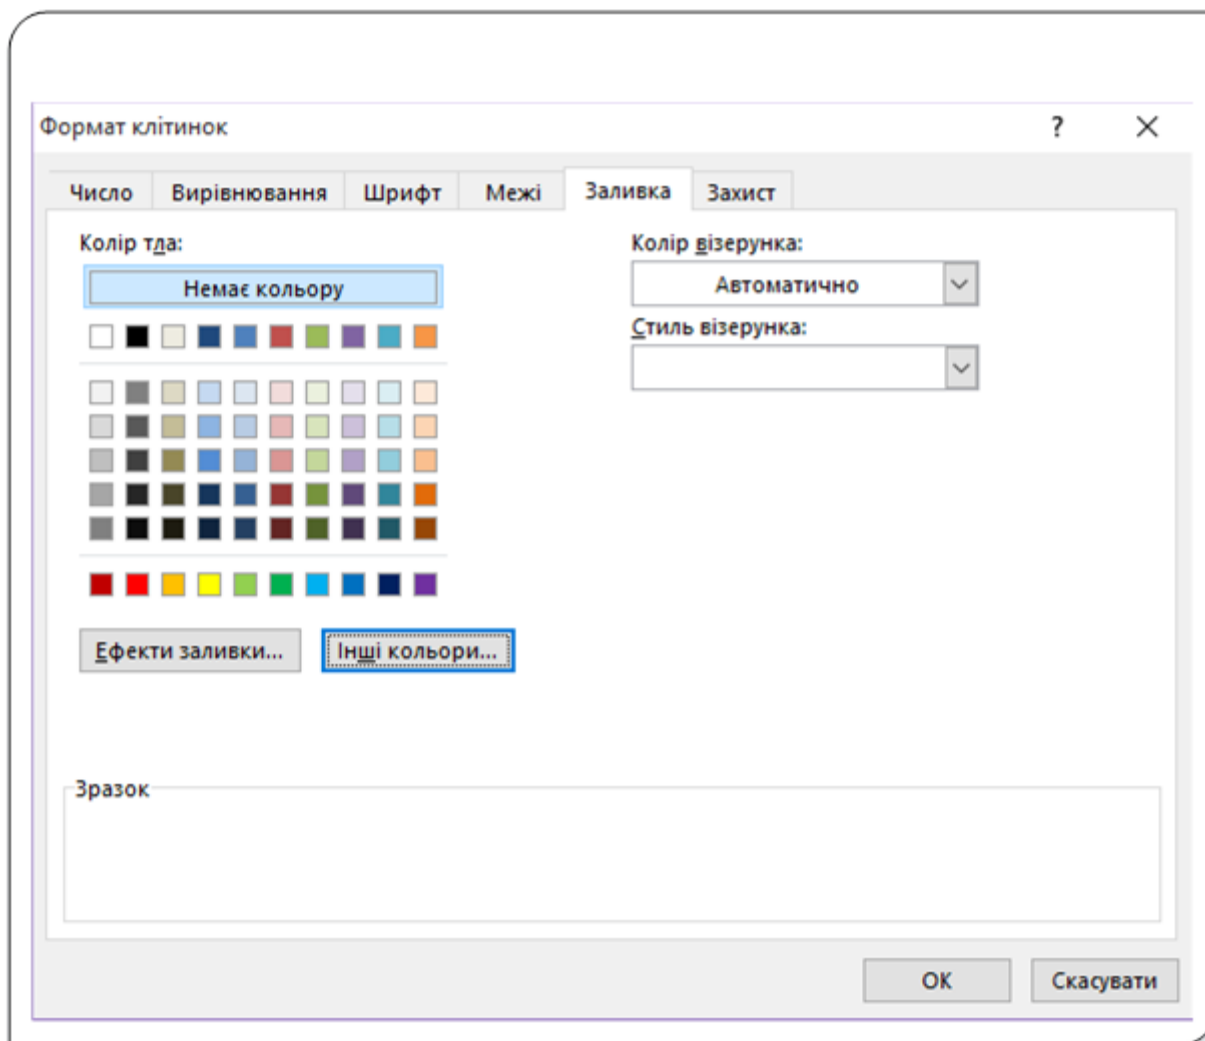 Формат клітинок ?
Число Вирівнювання Шрифт Межі Заливка Захист
Колір тла:
Немає кольору
Колір візерунка:
Автоматично
Стиль візерунка:
Ефекти заливки... Інші кольори...
Зразок
ОК Скасувати